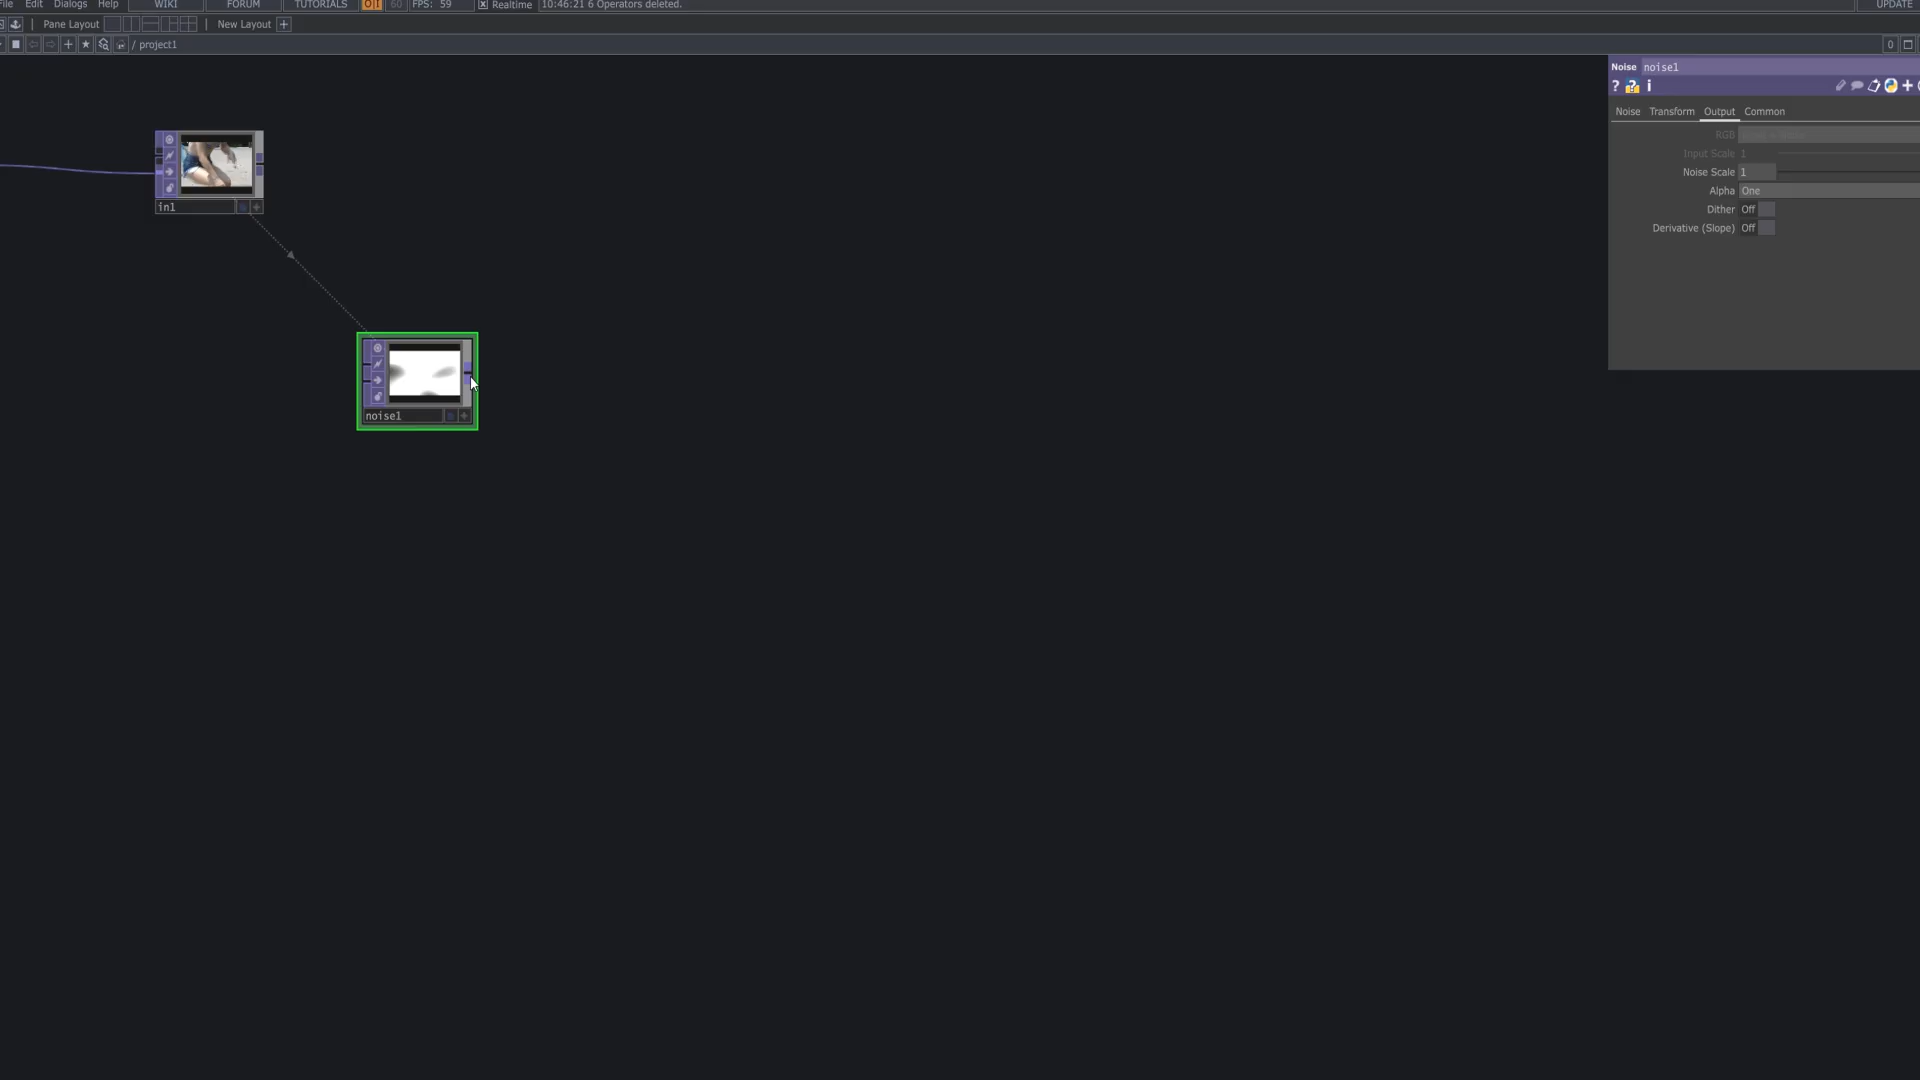 File Edit Dialogs Help WIKI FORUM TUTORIALS O|I 60 FPS: 59 Realtime 10:46:21 6 Operators deleted. UPDATE
Pane Layout New Layout +
/ project1 0
Noise noise1
? ? i
Noise Transform Output Common
RGB
Input Scale 1
Noise Scale 1
Alpha One
Dither Off
Derivative (Slope) Off
in1
noise1